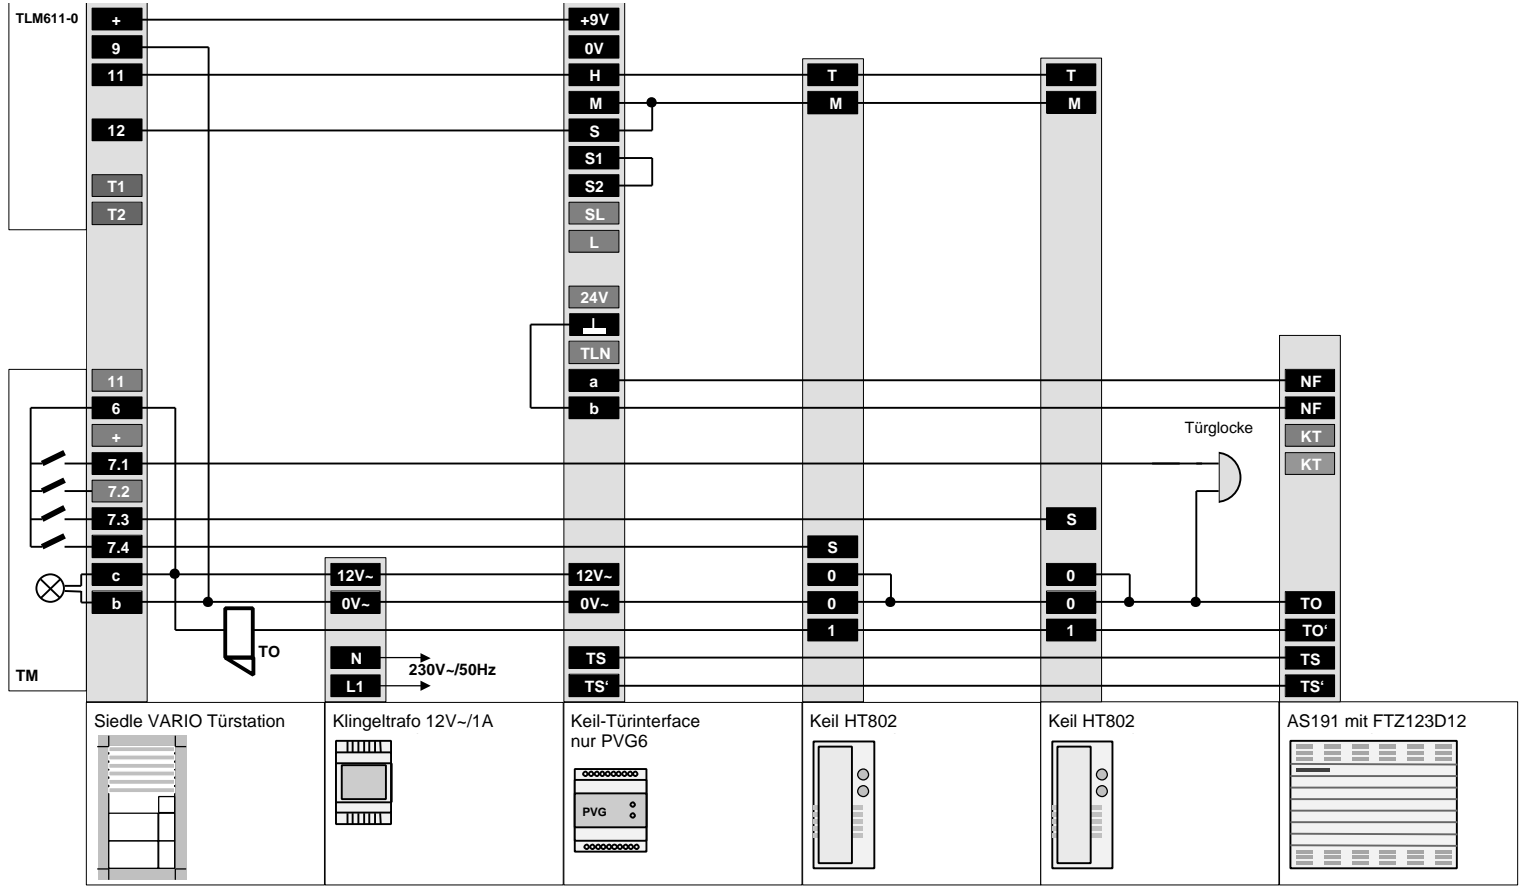 TLM611-0 + +9V
9 0V
11 H T T
M M M
12 S
S1
T1 S2
T2 SL
L
24V
TLN
11 a NF
6 b NF
+ Türglocke KT
7.1 KT
7.2
7.3 S
7.4 S
c 12V~ 12V~ 0 0
b 0V~ 0V~ 0 0 TO
TO 1 1 TO‘
N 230V~/50Hz TS TS
TM L1 TS‘ TS‘
Siedle VARIO Türstation
Klingeltrafo 12V~/1A
Keil-Türinterface
nur PVG6
PVG
Keil HT802
Keil HT802
AS191 mit FTZ123D12